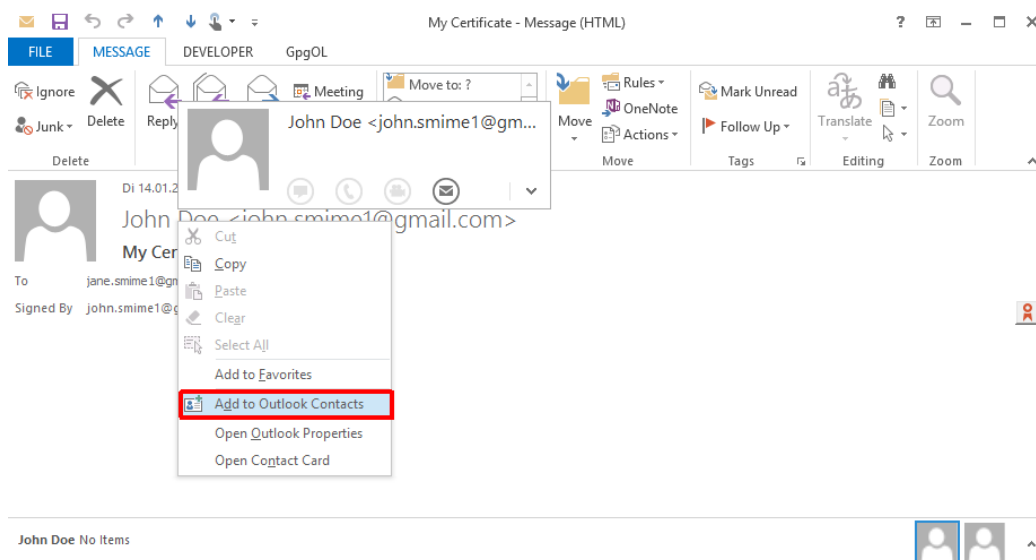 My Certificate - Message (HTML)
?
FILE MESSAGE DEVELOPER GpgOL
Ignore
Junk
Delete
Reply
Meeting
Move to: ?
Move
Rules
OneNote
Actions
Mark Unread
Follow Up
Translate
Zoom
Delete Move Tags Editing Zoom
John Doe <john.smime1@gm...
Di 14.01.2
John Doe <john.smime1@gmail.com>
My Cer
To jane.smime1@gm
Signed By john.smime1@g
Cut
Copy
Paste
Clear
Select All
Add to Favorites
Add to Outlook Contacts
Open Outlook Properties
Open Contact Card
John Doe No Items